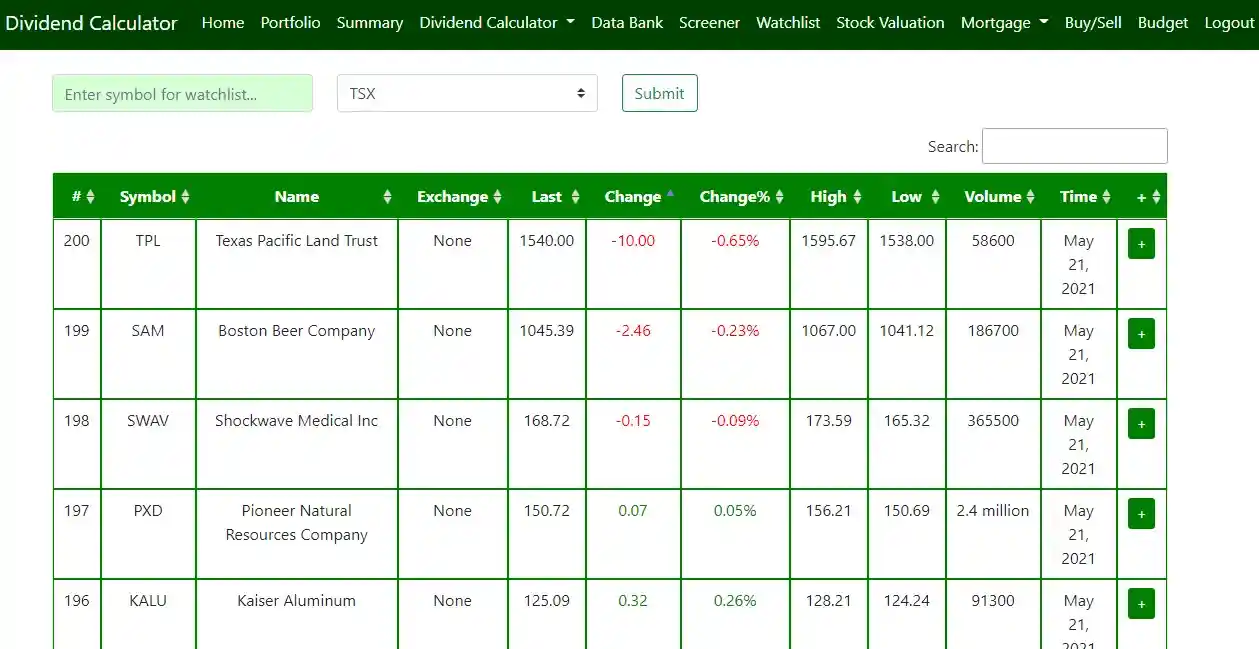 Dividend Calculator Home Portfolio Summary Dividend Calculator Data Bank Screener Watchlist Stock Valuation Mortgage Buy/Sell Budget Logout
Enter symbol for watchlist... TSX Submit
Search:
# Symbol Name Exchange Last Change Change% High Low Volume Time +
200 TPL Texas Pacific Land Trust None 1540.00 -10.00 -0.65% 1595.67 1538.00 58600 May +
21,
2021
199 SAM Boston Beer Company None 1045.39 -2.46 -0.23% 1067.00 1041.12 186700 May +
21,
2021
198 SWAV Shockwave Medical Inc None 168.72 -0.15 -0.09% 173.59 165.32 365500 May +
21,
2021
197 PXD Pioneer Natural None 150.72 0.07 0.05% 156.21 150.69 2.4 million May +
Resources Company 21,
2021
196 KALU Kaiser Aluminum None 125.09 0.32 0.26% 128.21 124.24 91300 May +
21,
2021